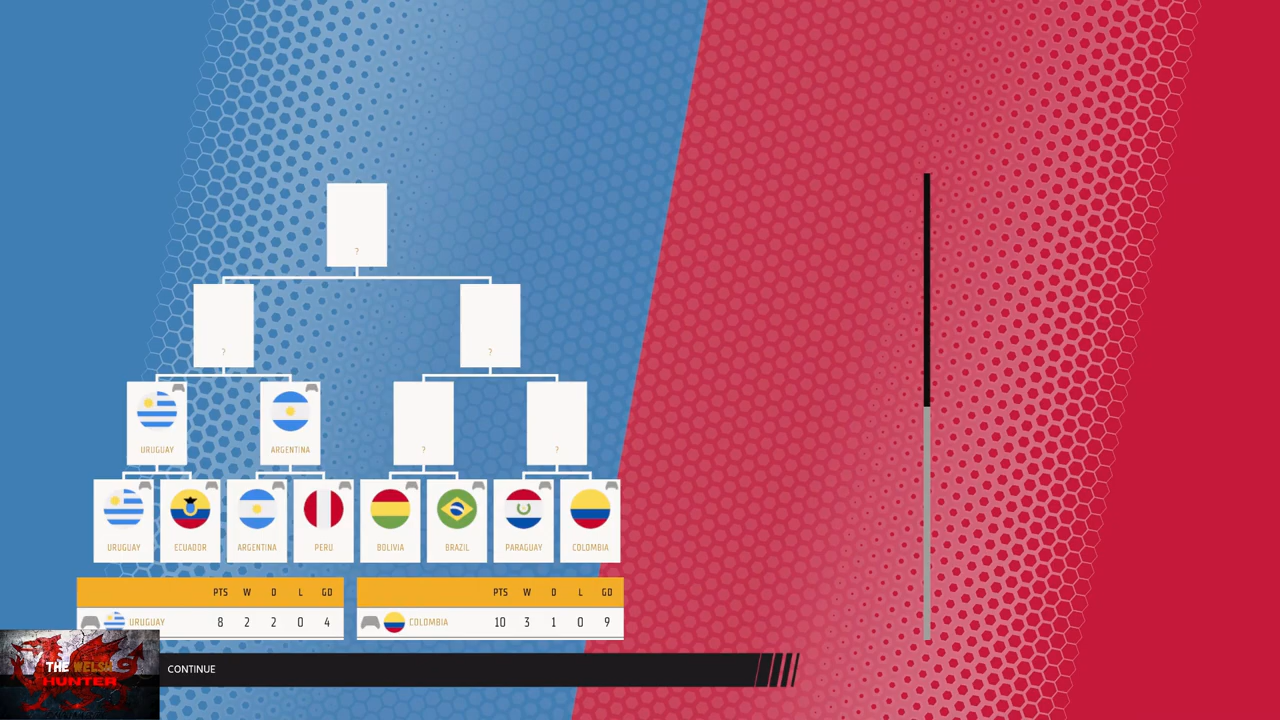 ?
? ?
URUGUAY ARGENTINA ? ?
URUGUAY ECUADOR ARGENTINA PERU BOLIVIA BRAZIL PARAGUAY COLOMBIA
PTS W D L GD PTS W D L GD
URUGUAY 8 2 2 0 4 COLOMBIA 10 3 1 0 9
THE WELSH
HUNTER
CONTINUE